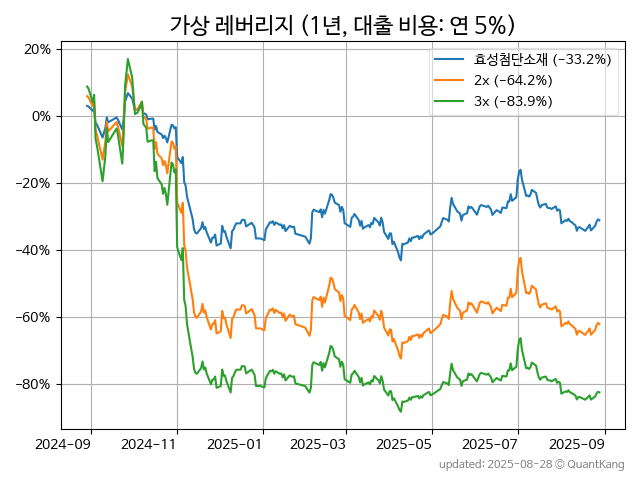 가상 레버리지 (1년, 대출 비용: 연 5%)
효성첨단소재 (-33.2%)
2x (-64.2%)
3x (-83.9%)
20%
0%
−20%
−40%
−60%
−80%
2024-09 2024-11 2025-01 2025-03 2025-05 2025-07 2025-09
updated: 2025-08-28 © QuantKang